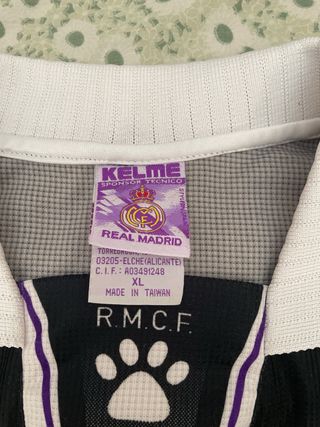 KELME
SPONSOR TECNICO
REAL MADRID
03205-ELCHE(ALICANTE)
C.I.F.: A03491248
XL
MADE IN TAIWAN
R.M.C.F.